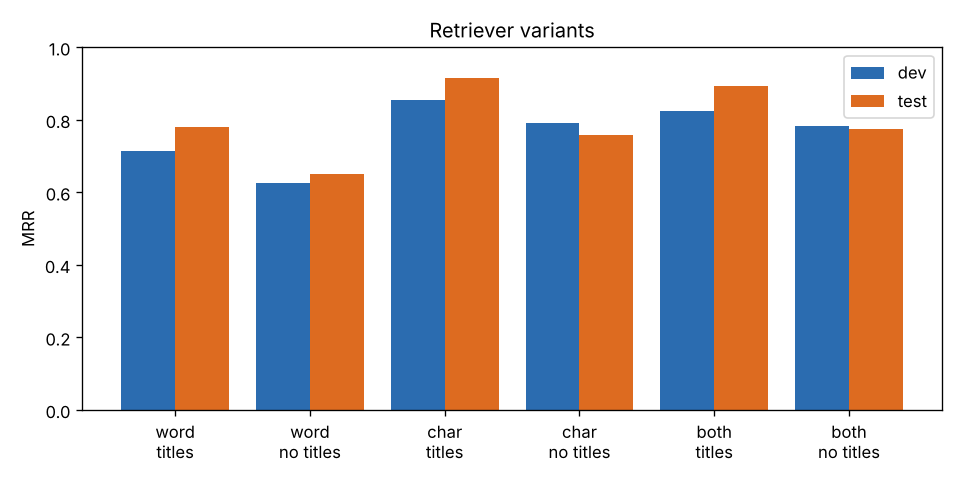 Retriever variants
MRR
1.0
0.8
0.6
0.4
0.2
0.0
dev
test
word
titles
word
no titles
char
titles
char
no titles
both
titles
both
no titles